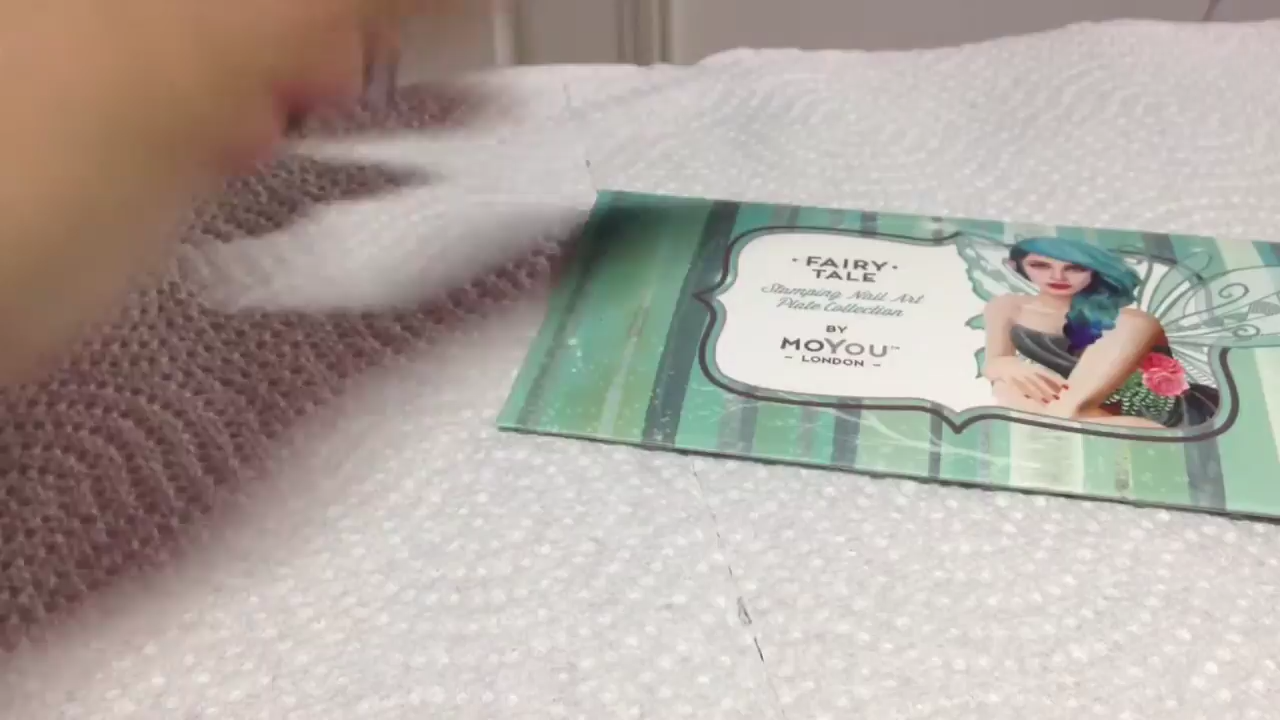 · FAIRY ·
TALE
Stamping Nail Art
Plate Collection
BY
MOYOU™
– LONDON –